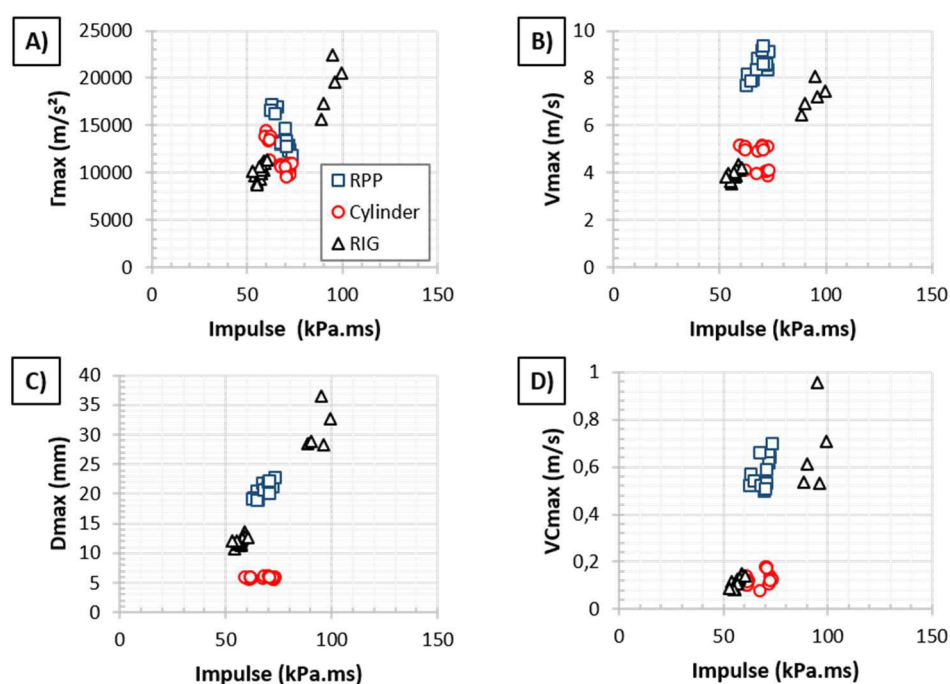 A)
25000
20000
15000
10000
5000
0
Γmax (m/s²)
RPP
Cylinder
RIG
0 50 100 150
Impulse (kPa.ms)
B)
10
8
6
4
2
0
Vmax (m/s)
0 50 100 150
Impulse (kPa.ms)
C)
40
35
30
25
20
15
10
5
0
Dmax (mm)
0 50 100 150
Impulse (kPa.ms)
D)
1
0,8
0,6
0,4
0,2
0
VCmax (m/s)
0 50 100 150
Impulse (kPa.ms)